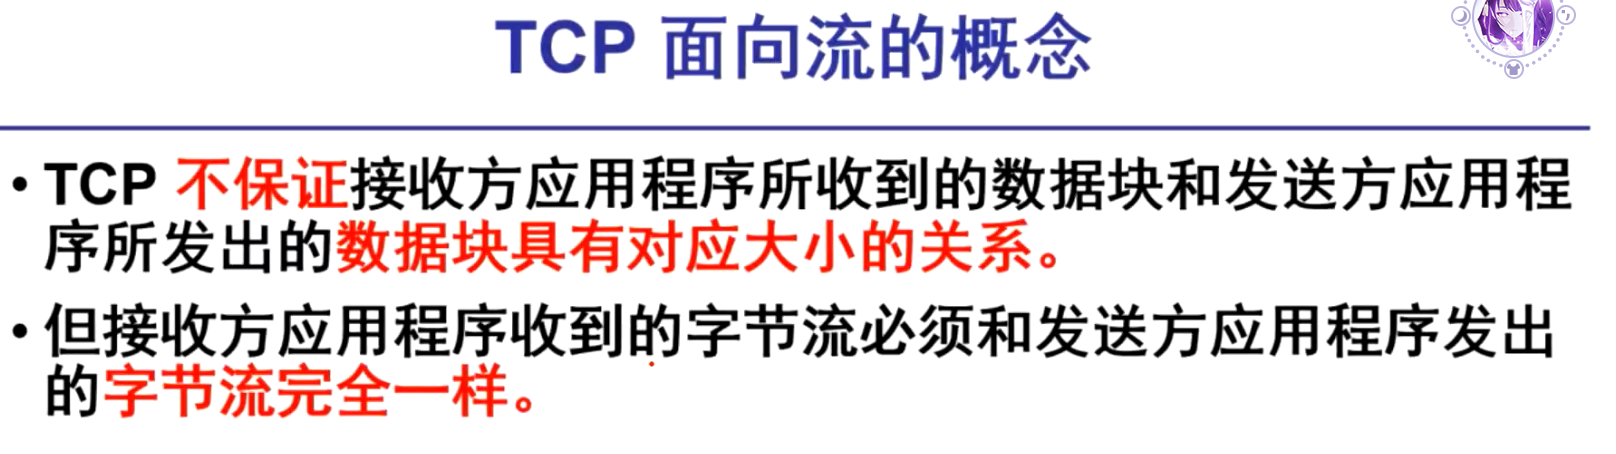 TCP 面向流的概念
• TCP 不保证接收方应用程序所收到的数据块和发送方应用程
序所发出的数据块具有对应大小的关系。
• 但接收方应用程序收到的字节流必须和发送方应用程序发出
的字节流完全一样。